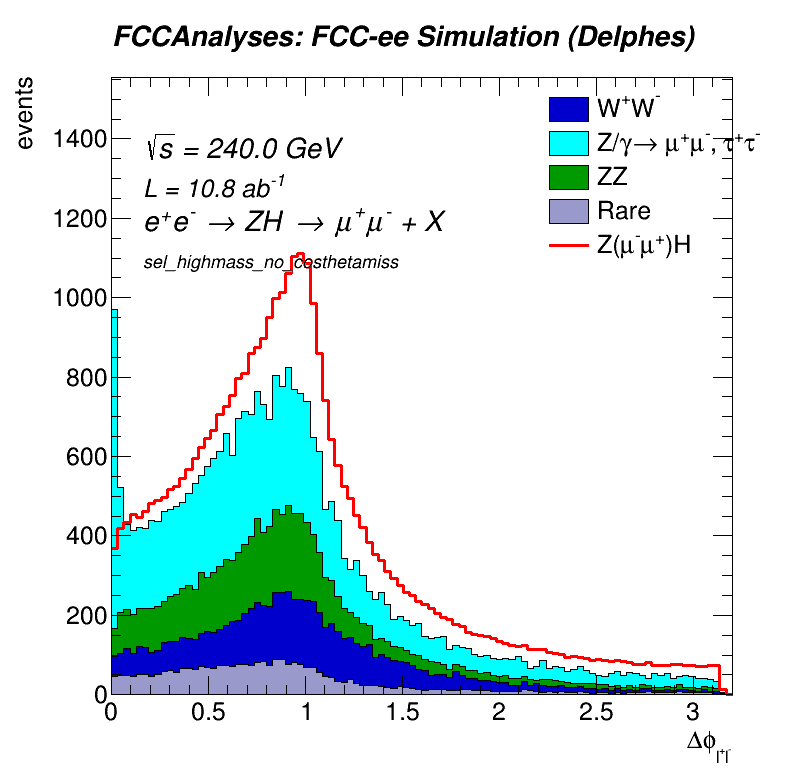 FCCAnalyses: FCC-ee Simulation (Delphes)
events
√s = 240.0 GeV
L = 10.8 ab⁻¹
e⁺e⁻ → ZH → μ⁺μ⁻ + X
sel_highmass_no_costhetamiss
W⁺W⁻
Z/γ→ μ⁺μ⁻, τ⁺τ⁻
ZZ
Rare
Z(μ⁻μ⁺)H
1400
1200
1000
800
600
400
200
0
0 0.5 1 1.5 2 2.5 3
Δϕ_l⁺l⁻